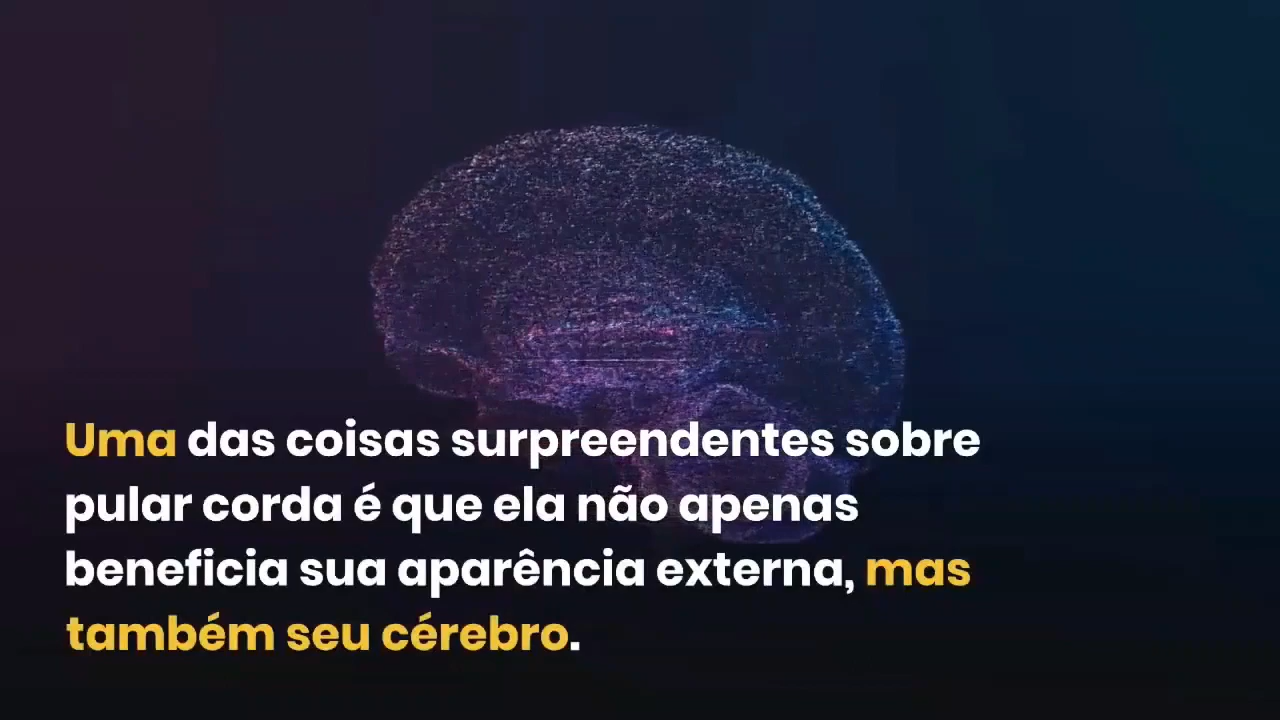 Uma das coisas surpreendentes sobre
pular corda é que ela não apenas
beneficia sua aparência externa, mas
também seu cérebro.